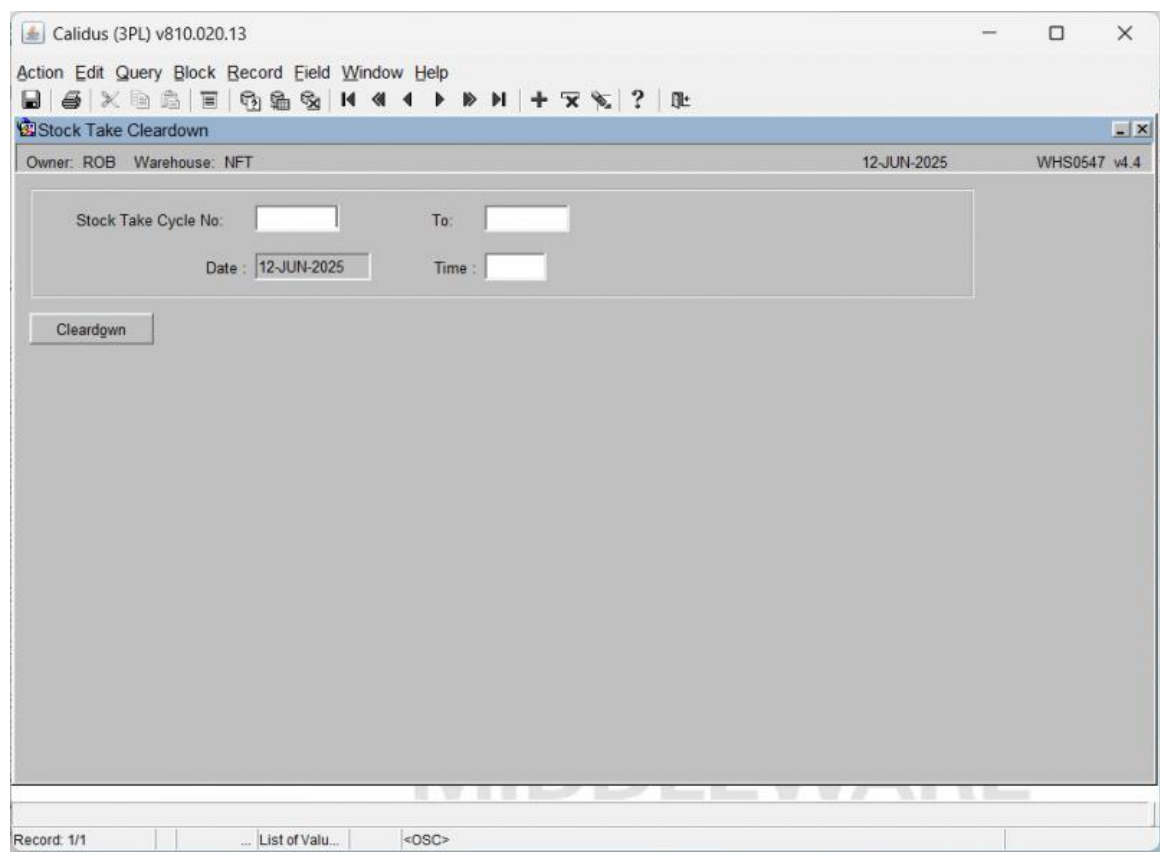 Calidus (3PL) v810.020.13
Action Edit Query Block Record Field Window Help
Stock Take Cleardown
Owner: ROB Warehouse: NFT 12-JUN-2025 WHS0547 v4.4
Stock Take Cycle No: To:
Date : 12-JUN-2025 Time :
Cleardown
MIDDLEWARE
Record: 1/1 ... List of Valu... <OSC>